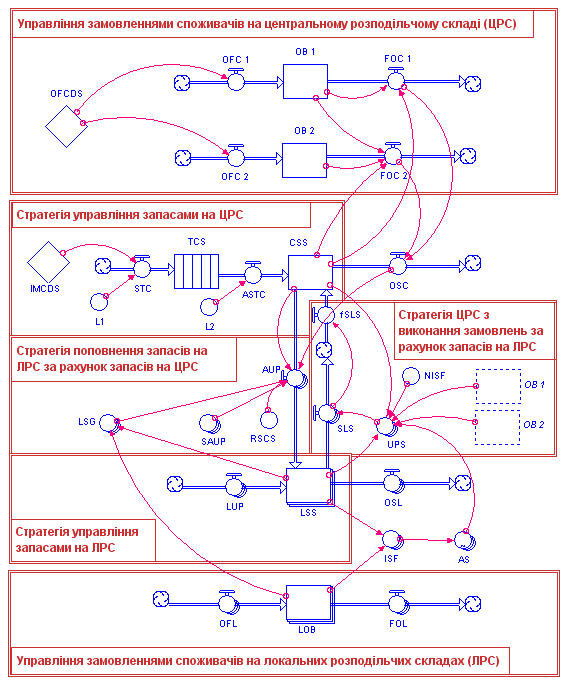 Управління замовленнями споживачів на центральному розподільчому складі (ЦРС)
OFC 1
OB 1
FOC 1
OFCDS
OB 2
OFC 2
FOC 2
Стратегія управління запасами на ЦРС
TCS
CSS
IMCDS
STC
ASTC
OSC
L1
L2
fSLS
Стратегія ЦРС з
виконання замовлень за
рахунок запасів на ЛРС
Стратегія поповнення запасів на
ЛРС за рахунок запасів на ЦРС
AUP
NISF
OB 1
LSG
SAUP
RSCS
SLS
UPS
OB 2
LUP
LSS
OSL
Стратегія управління
запасами на ЛРС
ISF
AS
OFL
LOB
FOL
Управління замовленнями споживачів на локальних розподільчих складах (ЛРС)